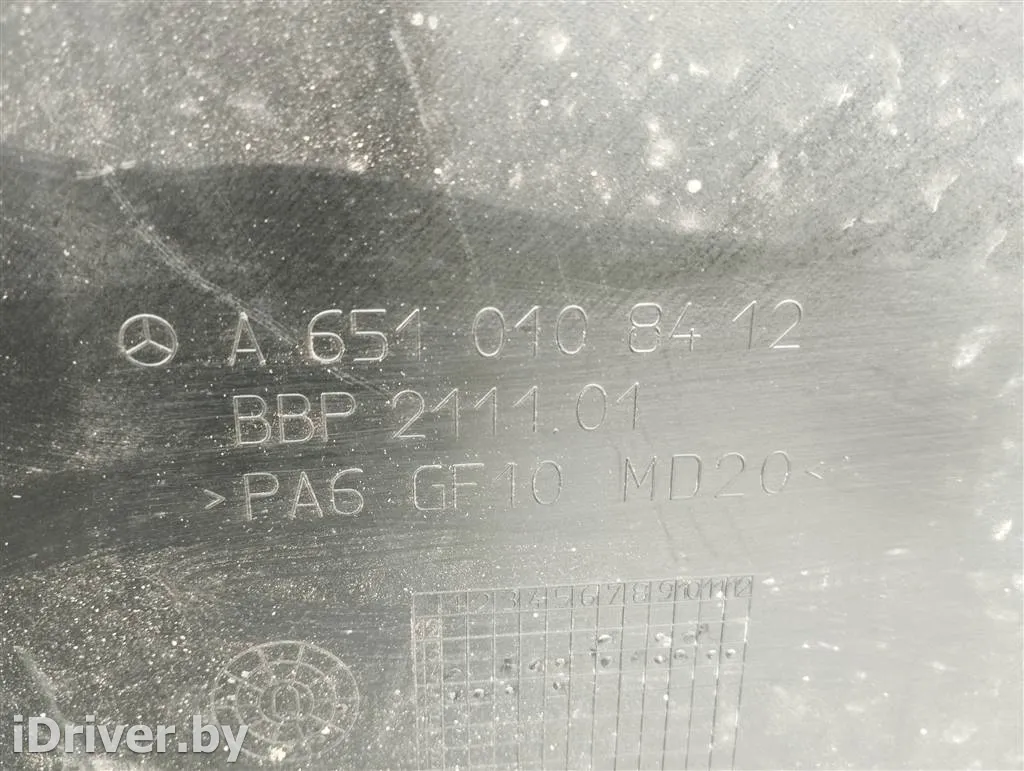 A 651 010 84 12
BBP 2111.01
>PA6 GF10 MD20<
1 2 3 4 5 6 7 8 9 10 11 12
iDriver.by